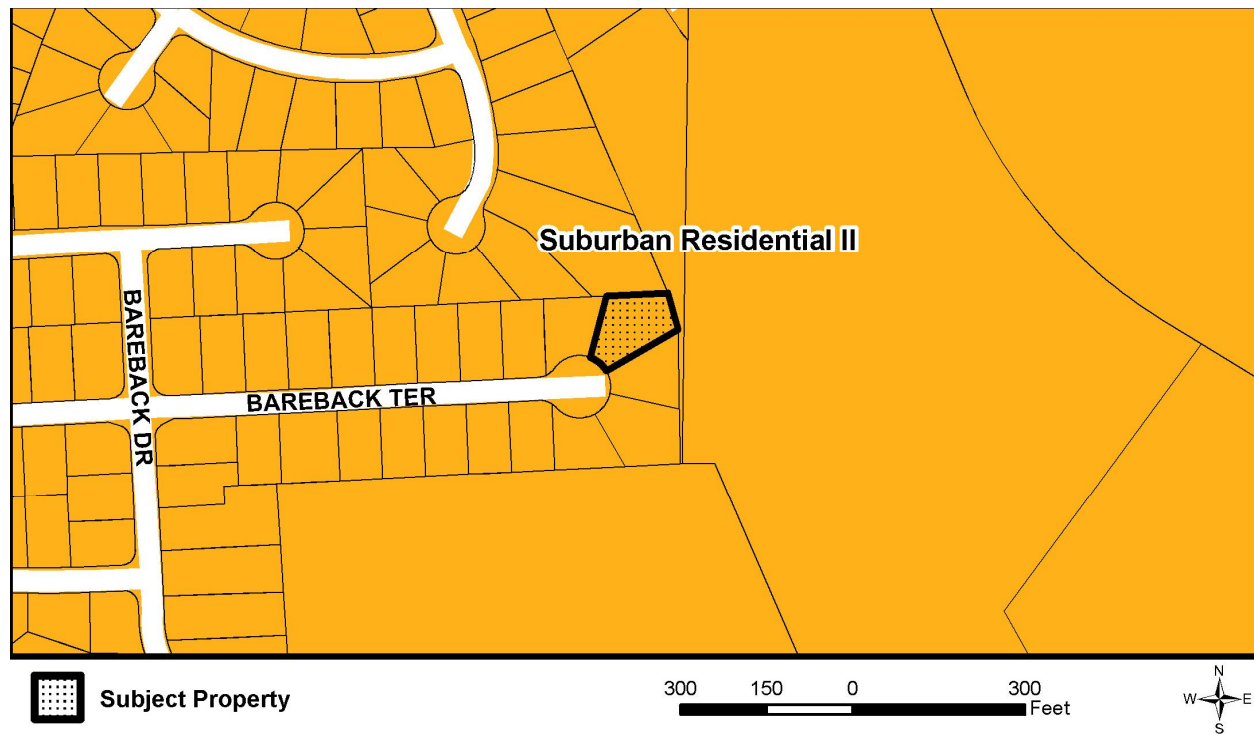 Suburban Residential II
BAREBACK DR
BAREBACK TER
Subject Property
300 150 0 300
Feet
N
W E
S